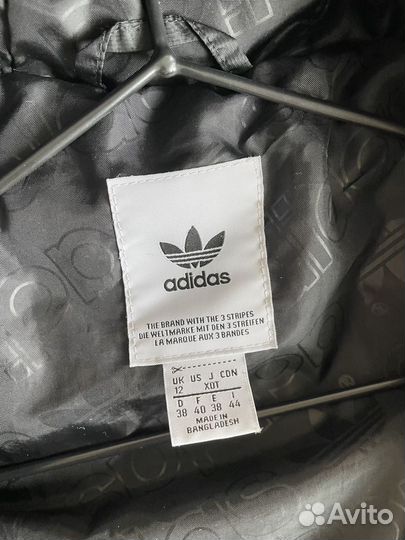 adidas
THE BRAND WITH THE 3 STRIPES
DIE WELTMARKE MIT DEN 3 STREIFEN
LA MARQUE AUX 3 BANDES
UK US J CDN
12 XOT
D F E I
38 40 38 44
MADE IN
BANGLADESH
Avito